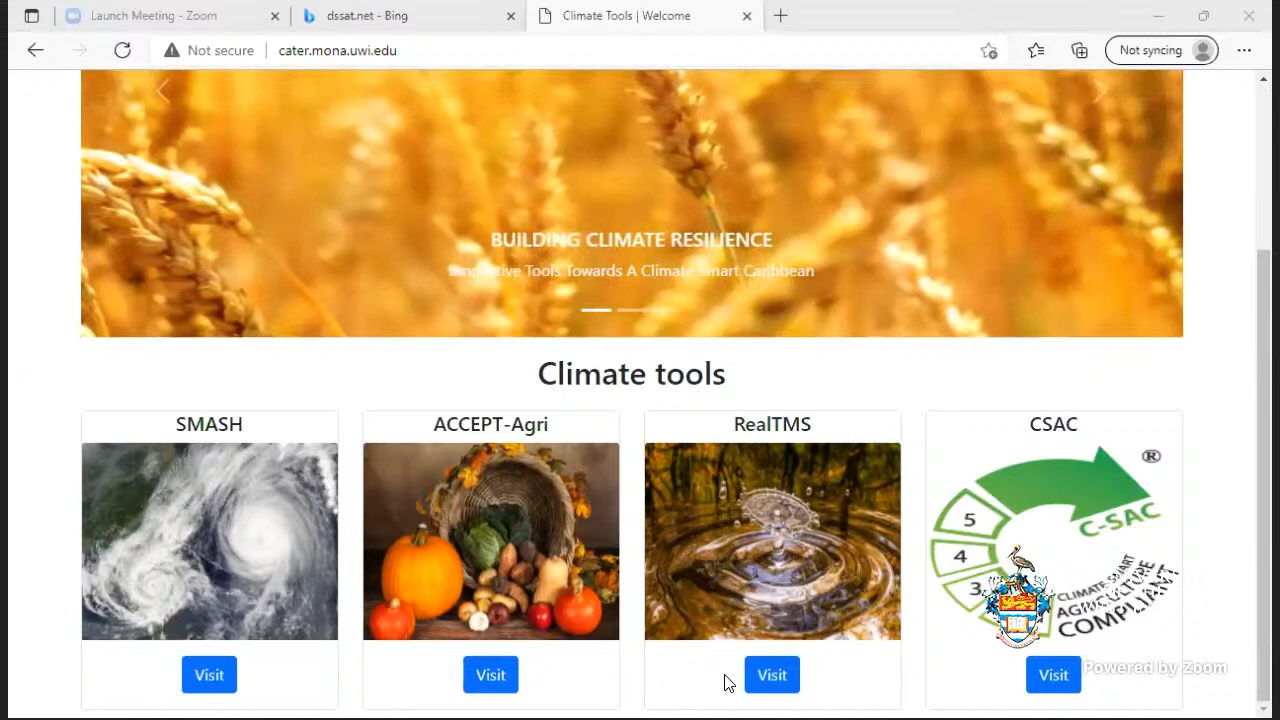 Launch Meeting - Zoom
dssat.net - Bing
Climate Tools | Welcome
Not secure
cater.mona.uwi.edu
Not syncing
BUILDING CLIMATE RESILIENCE
Innovative Tools Towards A Climate Smart Caribbean
Climate tools
SMASH
ACCEPT-Agri
RealTMS
CSAC
®
C-SAC
5
4
3
CLIMATE-SMART
AGRICULTURE
COMPLIANT
Powered by Zoom
Visit
Visit
Visit
Visit